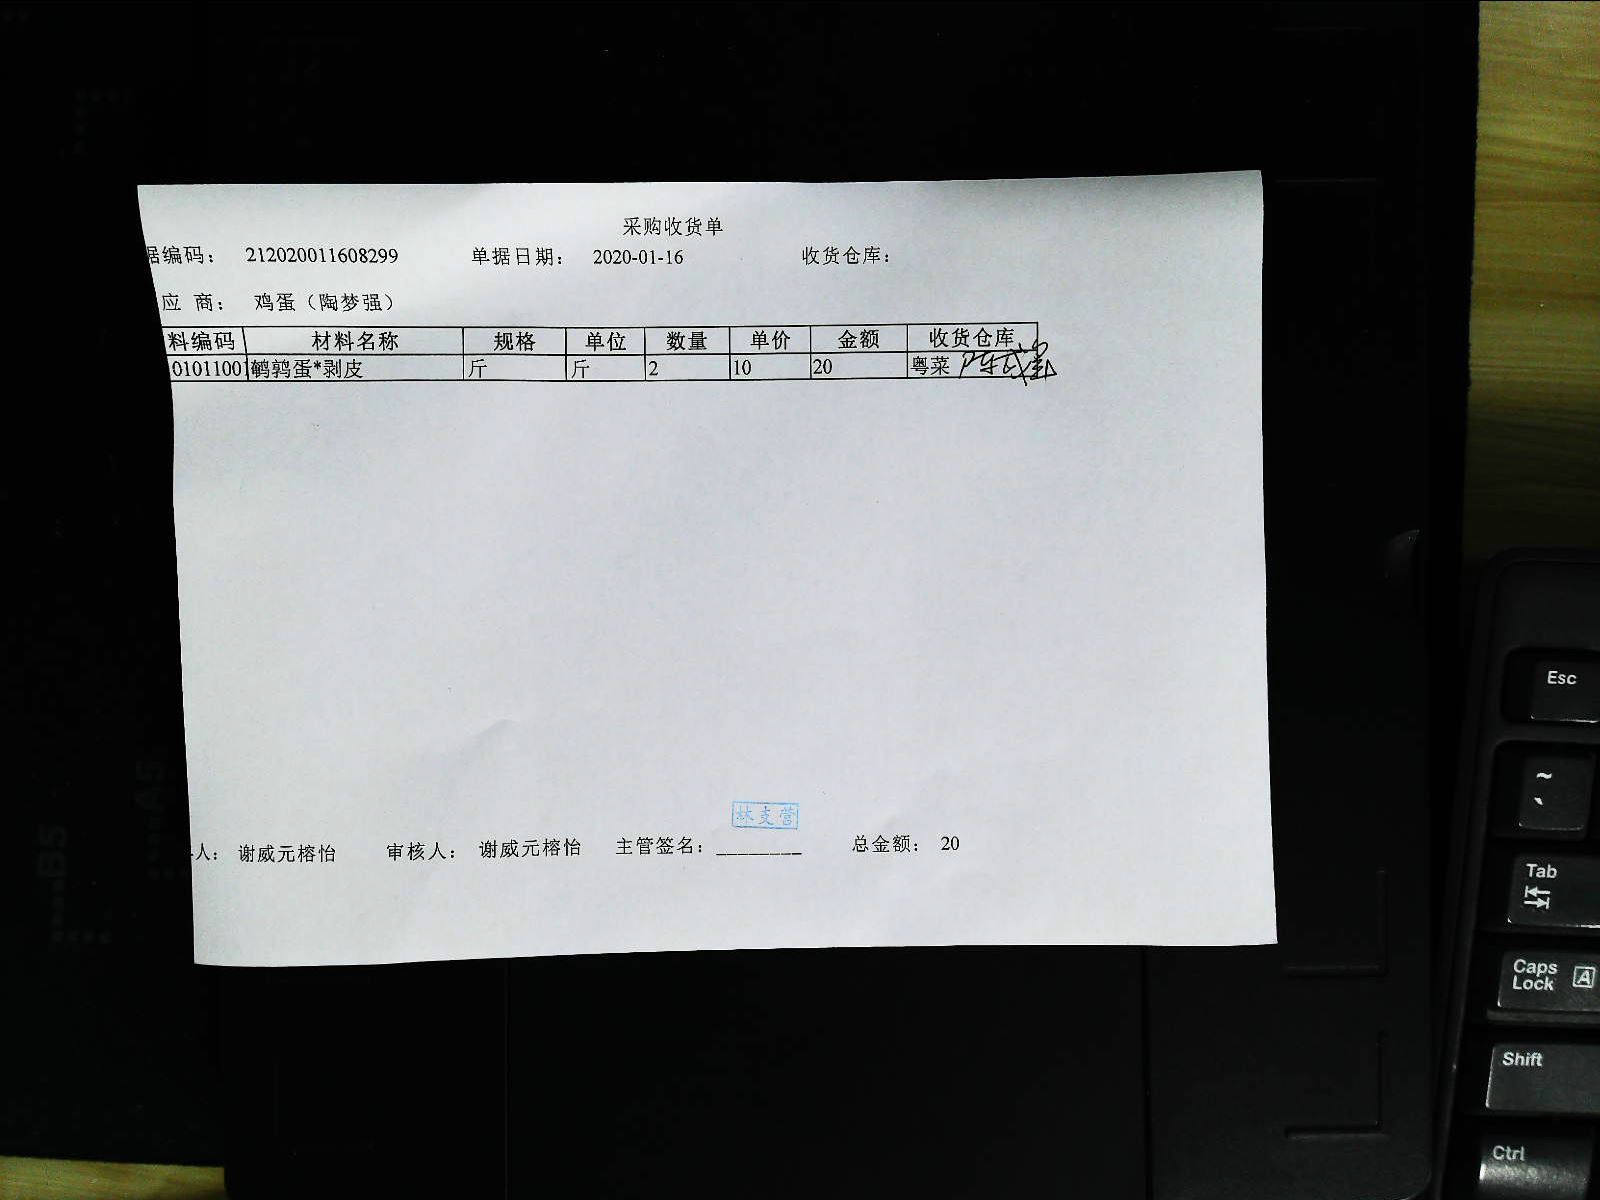 采购收货单
据编码： 212020011608299 单据日期： 2020-01-16 收货仓库：
应 商： 鸡蛋（陶梦强）
料编码 材料名称 规格 单位 数量 单价 金额 收货仓库
0101100 鹌鹑蛋*剥皮 斤 斤 2 10 20 粤菜
林支营
人： 谢威元榕怡 审核人： 谢威元榕怡 主管签名： ________ 总金额： 20
Esc
~
`
Tab
Caps Lock A
Shift
Ctrl
B5
A5